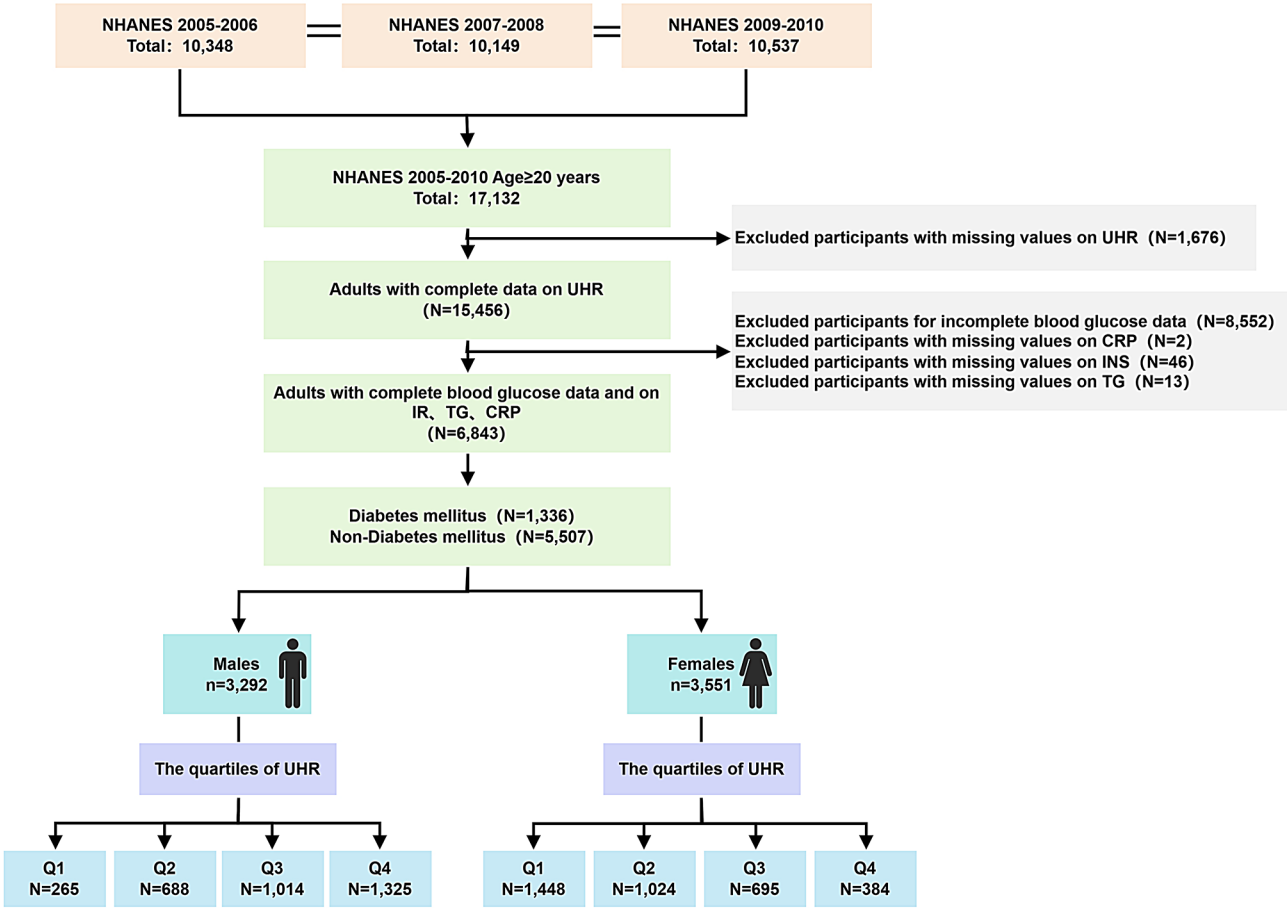 NHANES 2005-2006
Total：10,348
NHANES 2007-2008
Total：10,149
NHANES 2009-2010
Total：10,537
NHANES 2005-2010 Age≥20 years
Total：17,132
Excluded participants with missing values on UHR（N=1,676）
Adults with complete data on UHR
（N=15,456）
Excluded participants for incomplete blood glucose data（N=8,552）
Excluded participants with missing values on CRP（N=2）
Excluded participants with missing values on INS（N=46）
Excluded participants with missing values on TG（N=13）
Adults with complete blood glucose data and on
IR、TG、CRP
（N=6,843）
Diabetes mellitus（N=1,336）
Non-Diabetes mellitus（N=5,507）
Males
n=3,292
Females
n=3,551
The quartiles of UHR
The quartiles of UHR
Q1
N=265
Q2
N=688
Q3
N=1,014
Q4
N=1,325
Q1
N=1,448
Q2
N=1,024
Q3
N=695
Q4
N=384